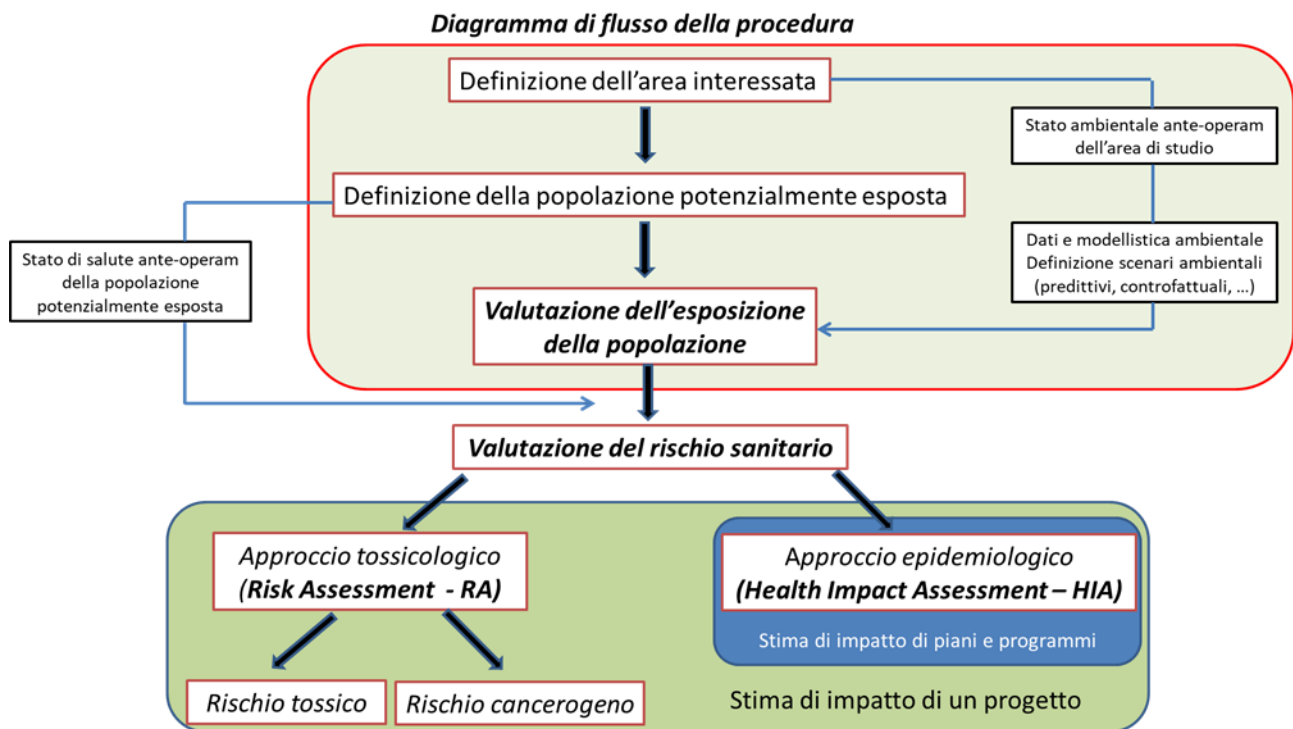 Diagramma di flusso della procedura
Definizione dell'area interessata
Stato ambientale ante-operam
dell'area di studio
Definizione della popolazione potenzialmente esposta
Stato di salute ante-operam
della popolazione
potenzialmente esposta
Dati e modellistica ambientale
Definizione scenari ambientali
(predittivi, controfattuali, ...)
Valutazione dell'esposizione
della popolazione
Valutazione del rischio sanitario
Approccio tossicologico
(Risk Assessment - RA)
Approccio epidemiologico
(Health Impact Assessment – HIA)
Stima di impatto di piani e programmi
Rischio tossico
Rischio cancerogeno
Stima di impatto di un progetto